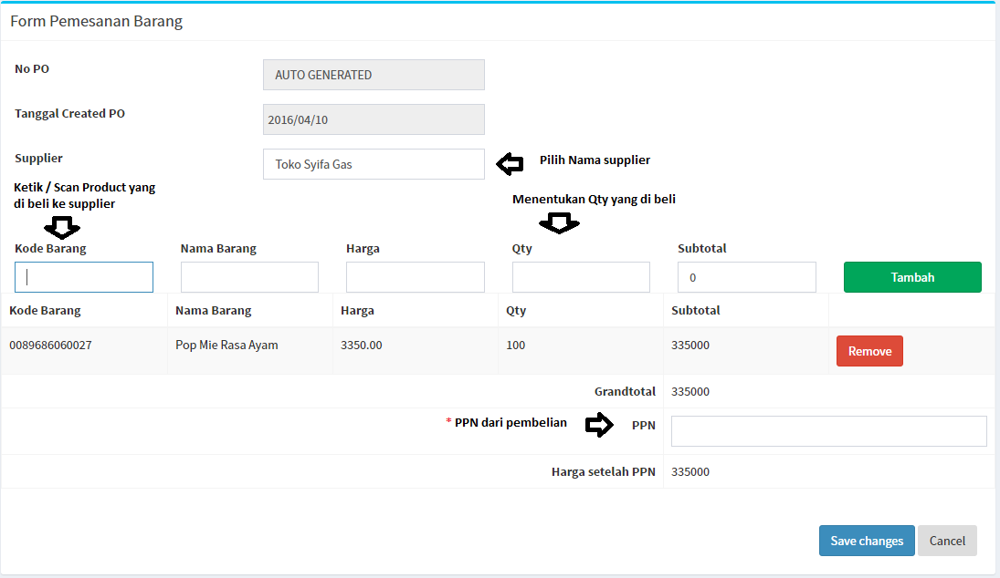 Form Pemesanan Barang
No PO
AUTO GENERATED
Tanggal Created PO
2016/04/10
Supplier
Toko Syifa Gas
Pilih Nama supplier
Ketik / Scan Product yang
di beli ke supplier
Menentukan Qty yang di beli
Kode Barang Nama Barang Harga Qty Subtotal
0 Tambah
Kode Barang Nama Barang Harga Qty Subtotal
0089686060027 Pop Mie Rasa Ayam 3350.00 100 335000 Remove
Grandtotal 335000
* PPN dari pembelian PPN
Harga setelah PPN 335000
Save changes Cancel